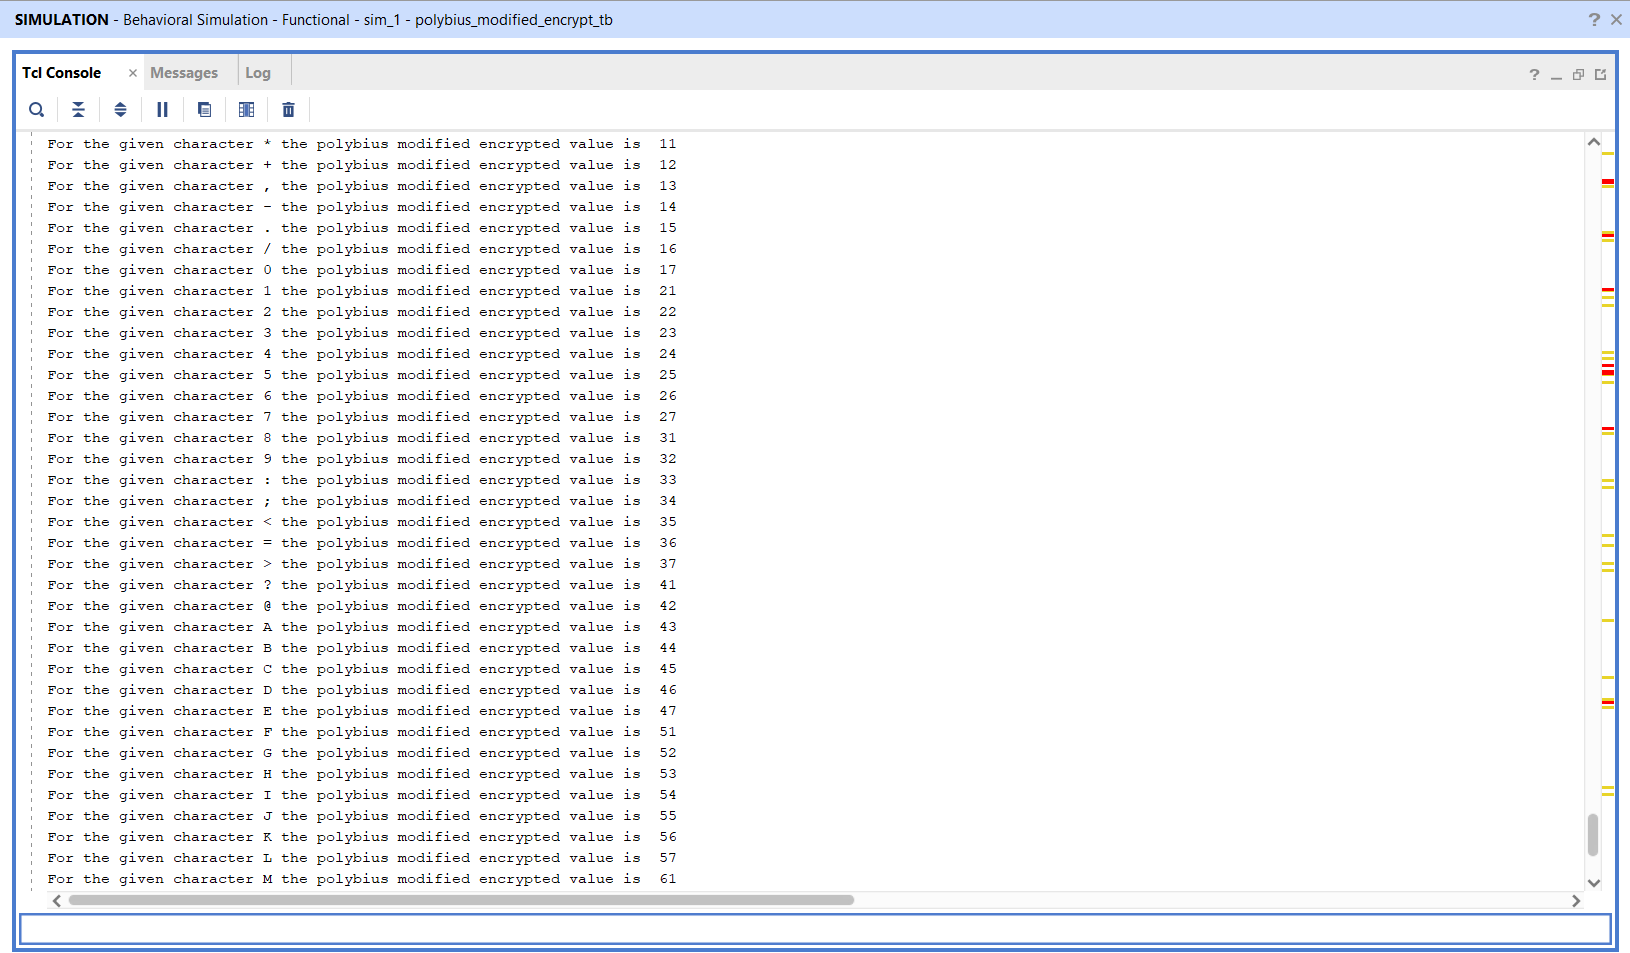 SIMULATION - Behavioral Simulation - Functional - sim_1 - polybius_modified_encrypt_tb
Tcl Console Messages Log
For the given character * the polybius modified encrypted value is 11
For the given character + the polybius modified encrypted value is 12
For the given character , the polybius modified encrypted value is 13
For the given character - the polybius modified encrypted value is 14
For the given character . the polybius modified encrypted value is 15
For the given character / the polybius modified encrypted value is 16
For the given character 0 the polybius modified encrypted value is 17
For the given character 1 the polybius modified encrypted value is 21
For the given character 2 the polybius modified encrypted value is 22
For the given character 3 the polybius modified encrypted value is 23
For the given character 4 the polybius modified encrypted value is 24
For the given character 5 the polybius modified encrypted value is 25
For the given character 6 the polybius modified encrypted value is 26
For the given character 7 the polybius modified encrypted value is 27
For the given character 8 the polybius modified encrypted value is 31
For the given character 9 the polybius modified encrypted value is 32
For the given character : the polybius modified encrypted value is 33
For the given character ; the polybius modified encrypted value is 34
For the given character < the polybius modified encrypted value is 35
For the given character = the polybius modified encrypted value is 36
For the given character > the polybius modified encrypted value is 37
For the given character ? the polybius modified encrypted value is 41
For the given character @ the polybius modified encrypted value is 42
For the given character A the polybius modified encrypted value is 43
For the given character B the polybius modified encrypted value is 44
For the given character C the polybius modified encrypted value is 45
For the given character D the polybius modified encrypted value is 46
For the given character E the polybius modified encrypted value is 47
For the given character F the polybius modified encrypted value is 51
For the given character G the polybius modified encrypted value is 52
For the given character H the polybius modified encrypted value is 53
For the given character I the polybius modified encrypted value is 54
For the given character J the polybius modified encrypted value is 55
For the given character K the polybius modified encrypted value is 56
For the given character L the polybius modified encrypted value is 57
For the given character M the polybius modified encrypted value is 61